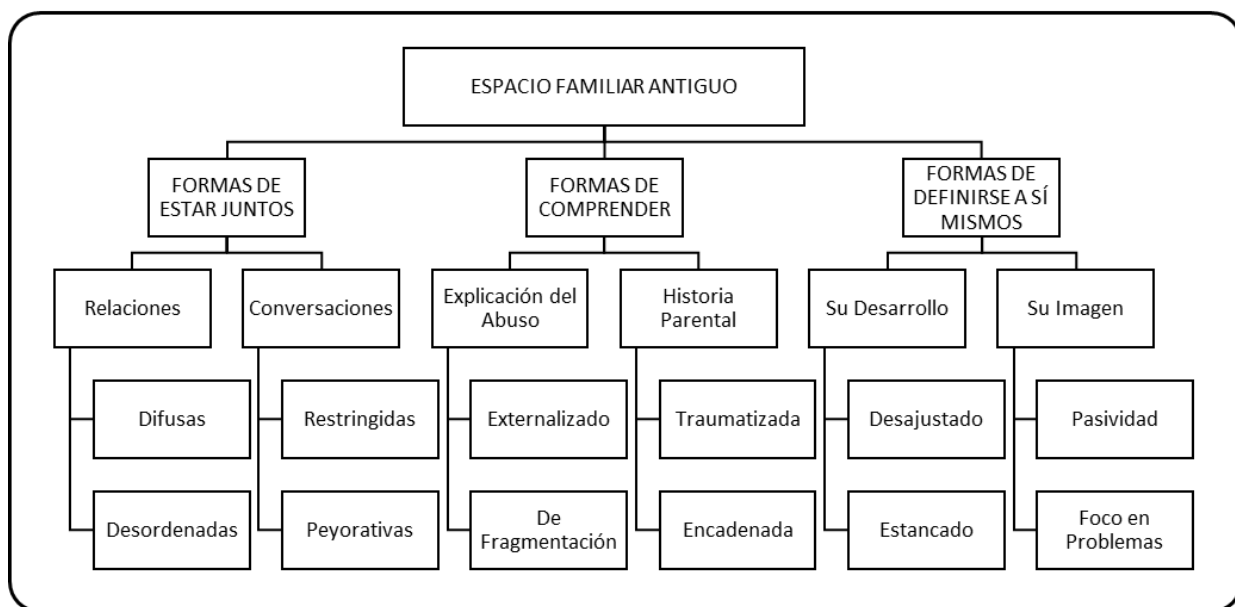 ESPACIO FAMILIAR ANTIGUO
FORMAS DE
ESTAR JUNTOS
FORMAS DE
COMPRENDER
FORMAS DE
DEFINIRSE A SÍ
MISMOS
Relaciones
Conversaciones
Explicación del
Abuso
Historia
Parental
Su Desarrollo
Su Imagen
Difusas
Restringidas
Externalizado
Traumatizada
Desajustado
Pasividad
Desordenadas
Peyorativas
De
Fragmentación
Encadenada
Estancado
Foco en
Problemas